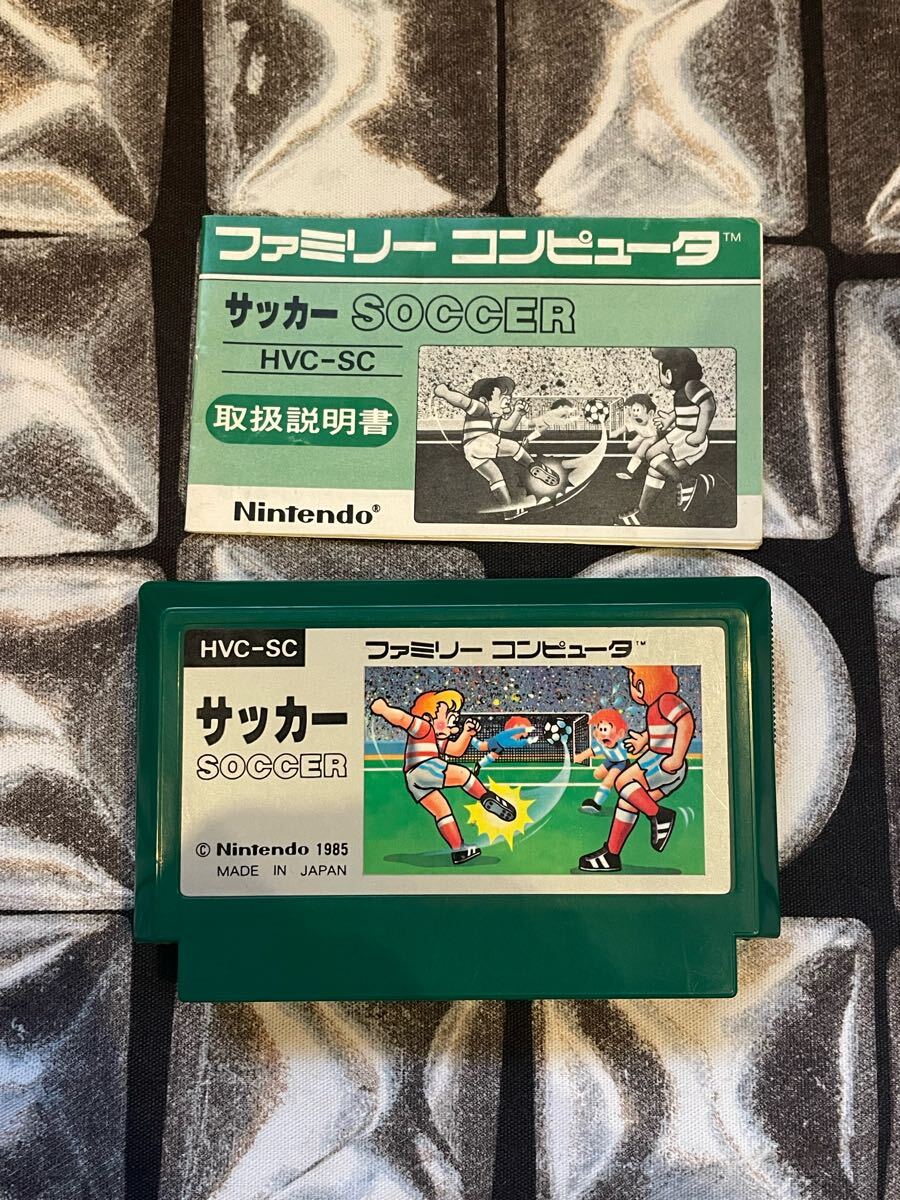 ファミリー コンピュータ™
サッカー SOCCER
HVC-SC
取扱説明書
Nintendo®
HVC-SC
ファミリー コンピュータ™
サッカー
SOCCER
© Nintendo 1985
MADE IN JAPAN